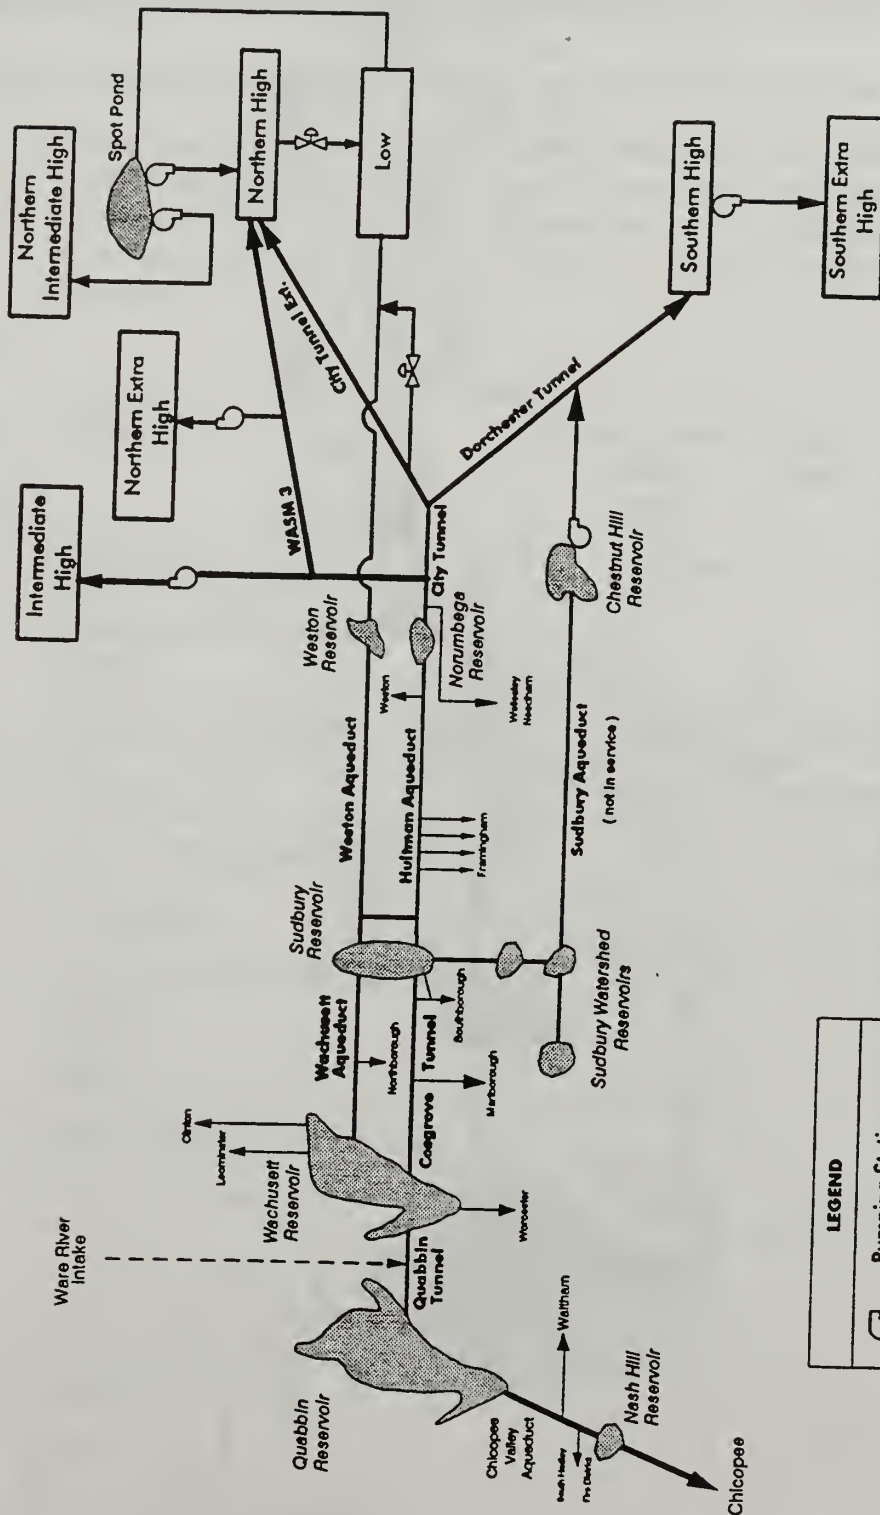 Northern
Intermediate High
Spot Pond
Northern High
Low
Northern Extra
High
Intermediate
High
WASM 3
City Tunnel Ext.
City Tunnel
Dorchester Tunnel
Southern High
Southern Extra
High
Weston
Reservoir
Norumbega
Reservoir
Chestnut Hill
Reservoir
Weston
Wellesley
Needham
Weston Aqueduct
Hultman Aqueduct
Sudbury Aqueduct
( not in service )
Framingham
Sudbury
Reservoir
Sudbury Watershed
Reservoirs
Wachusett
Aqueduct
Northborough
Southborough
Cosgrove Tunnel
Marlborough
Clinton
Leominster
Wachusett
Reservoir
Worcester
Ware River
Intake
Quabbin
Tunnel
Quabbin
Reservoir
Chicopee
Valley
Aqueduct
Waltham
South Hadley
Fire District
Nash Hill
Reservoir
Chicopee
LEGEND